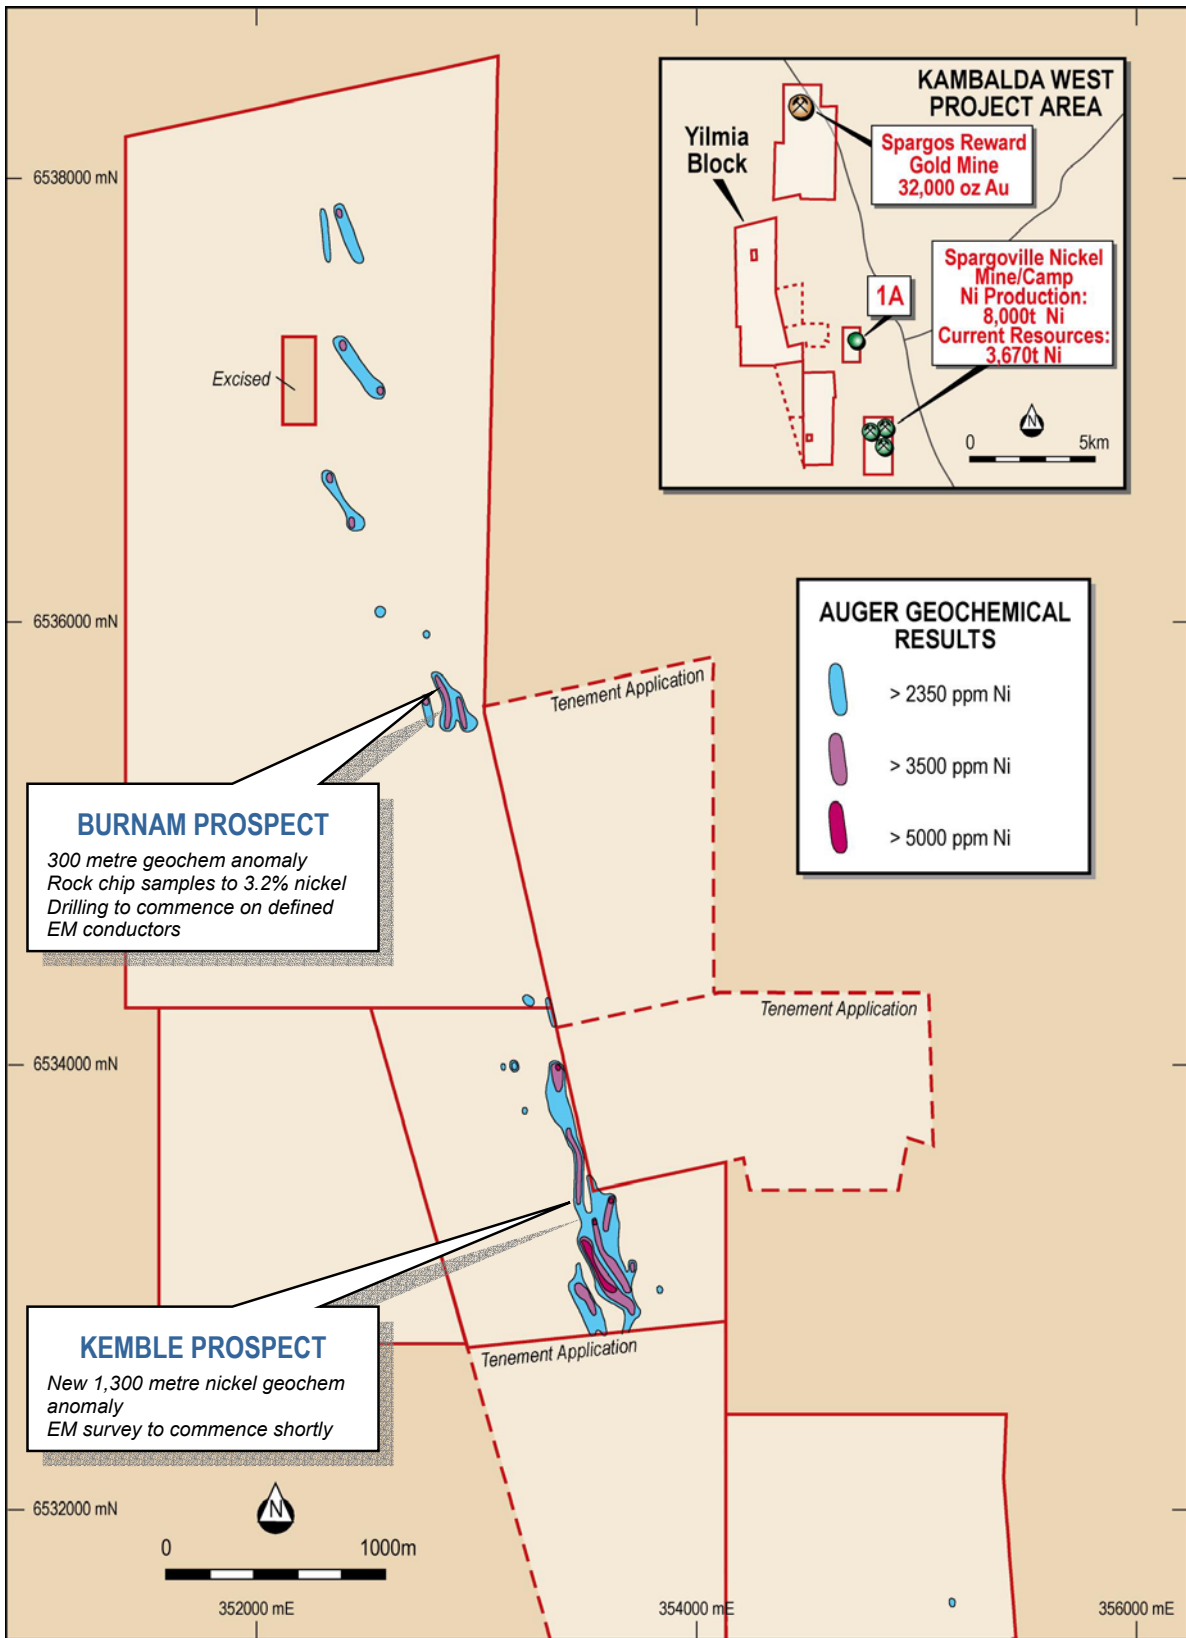 KAMBALDA WEST
PROJECT AREA
Yilmia
Block
Spargos Reward
Gold Mine
32,000 oz Au
Spargoville Nickel
Mine/Camp
Ni Production:
8,000t Ni
Current Resources:
3,670t Ni
1A
N
0
5km
6538000 mN
Excised
6536000 mN
AUGER GEOCHEMICAL
RESULTS
> 2350 ppm Ni
> 3500 ppm Ni
> 5000 ppm Ni
Tenement Application
BURNAM PROSPECT
300 metre geochem anomaly
Rock chip samples to 3.2% nickel
Drilling to commence on defined
EM conductors
Tenement Application
6534000 mN
KEMBLE PROSPECT
New 1,300 metre nickel geochem
anomaly
EM survey to commence shortly
Tenement Application
6532000 mN
N
0
1000m
352000 mE
354000 mE
356000 mE